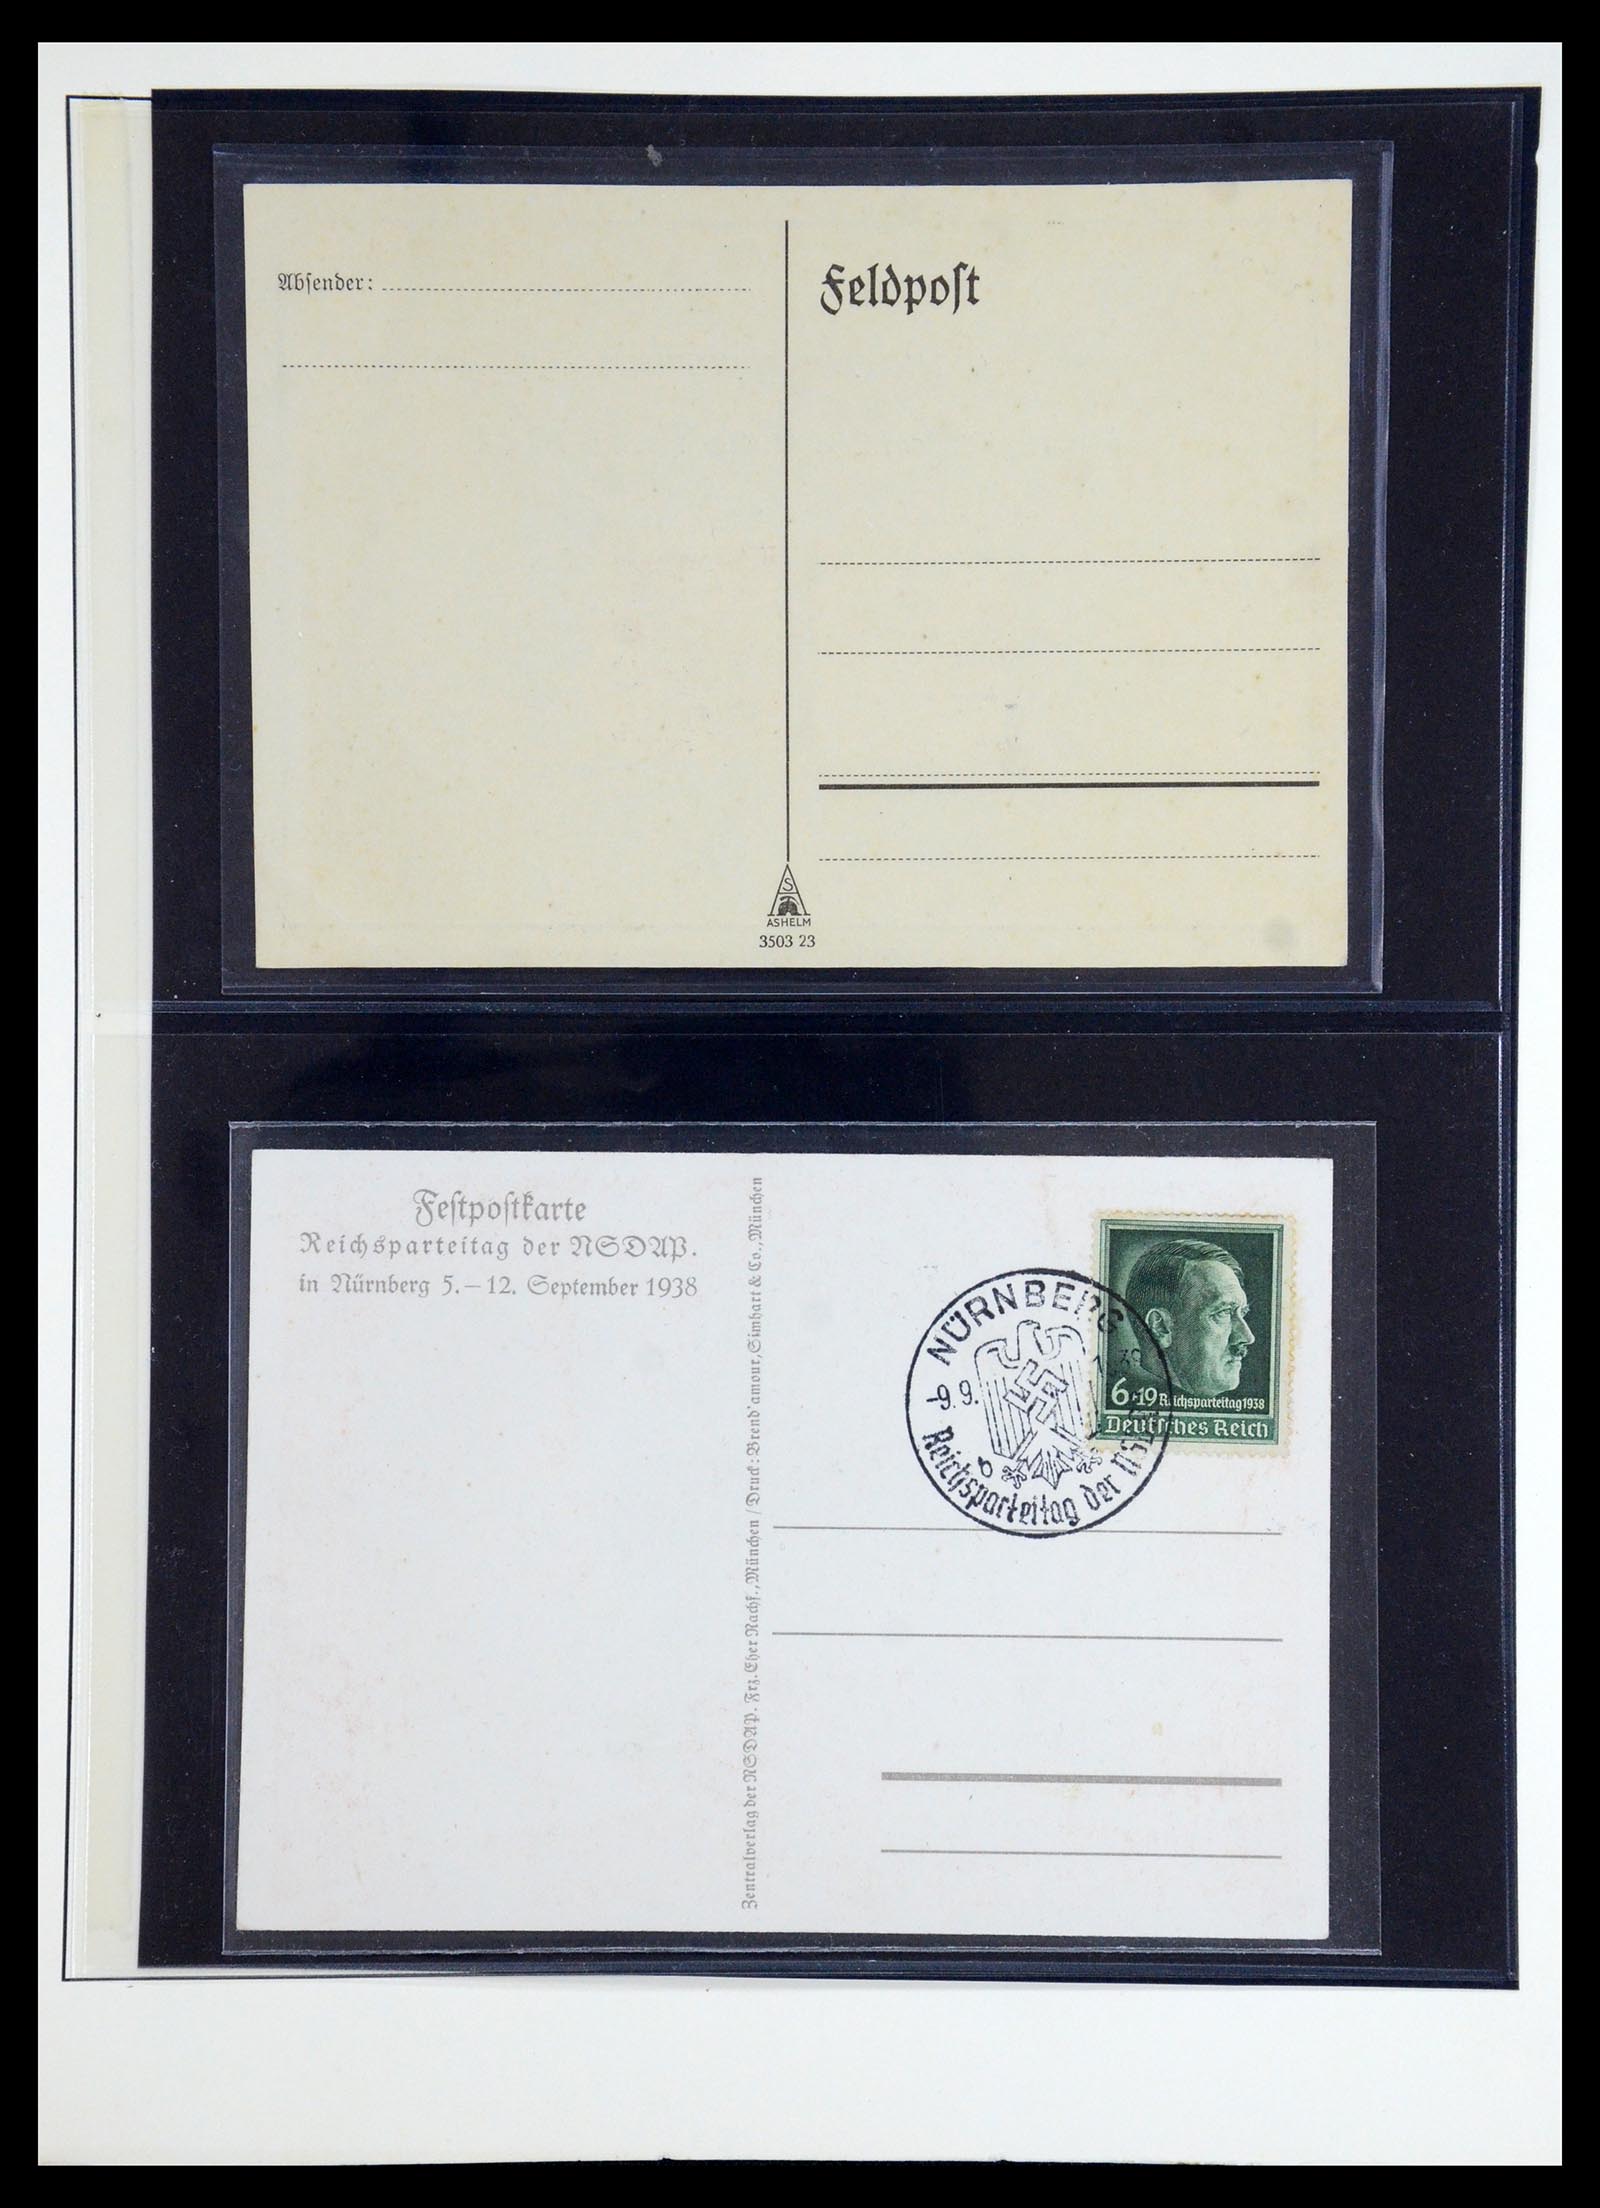 Absender:
Feldpost
S
ASHELM
3503 23
Festpostkarte
Reichsparteitag der NSDAP.
in Nürnberg 5.–12. September 1938
Zentralverlag der NSDAP. Frz. Eher Nachf., München / Druck: Brend'amour, Simhart & Co., München
NÜRNBERG
-9.9.
b
Reichsparteitag der
6+19 Reichsparteitag 1938
Deutsches Reich